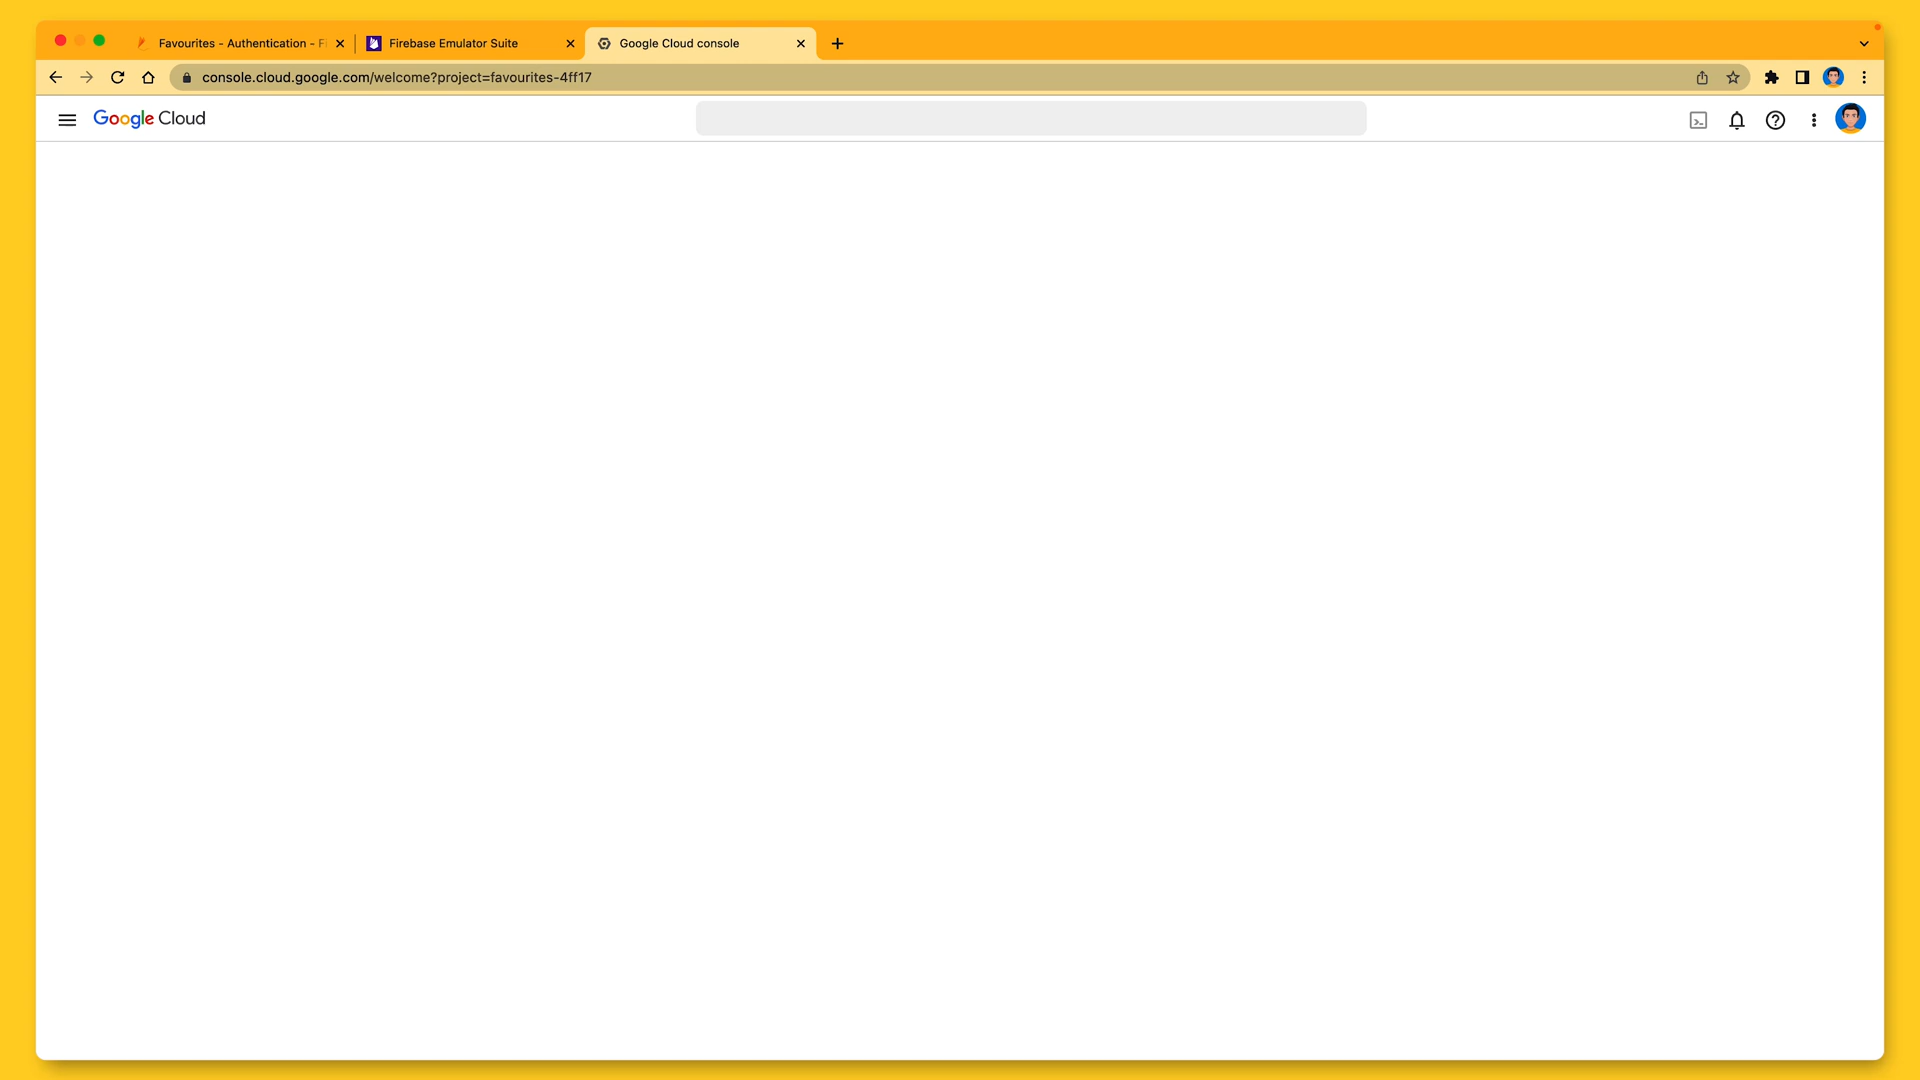 Favourites - Authentication - Fi
Firebase Emulator Suite
Google Cloud console
console.cloud.google.com/welcome?project=favourites-4ff17
Google Cloud